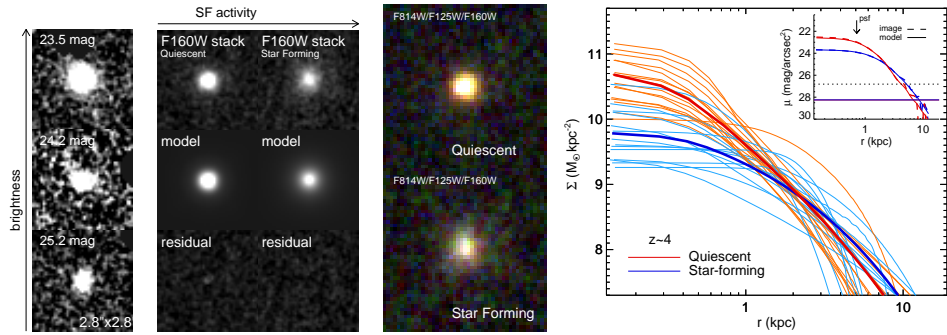 SF activity
brightness
23.5 mag
24.2 mag
25.2 mag
2.8"x2.8"
F160W stack
Quiescent
F160W stack
Star Forming
model
model
residual
residual
F814W/F125W/F160W
Quiescent
F814W/F125W/F160W
Star Forming
Σ (M⊙ kpc⁻²)
11
10
9
8
z~4
Quiescent
Star-forming
1
10
r (kpc)
psf
image
model
μ (mag/arcsec²)
22
24
26
28
30
1
10
r (kpc)